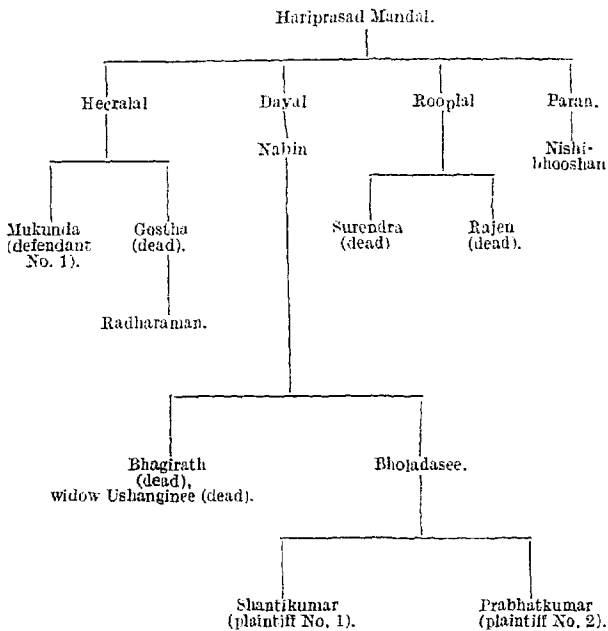 Hariprasad Mandal.
Heeralal Dayal Rooplal Paran.
Nabin Nishi-
bhooshan
Mukunda Gostha Surendra Rajen
(defendant (dead). (dead) (dead).
No. 1).
Radharaman.
Bhagirath Bholadasee.
(dead),
widow Ushanginee (dead).
Shantikumar Prabhatkumar
(plaintiff No. 1). (plaintiff No. 2).